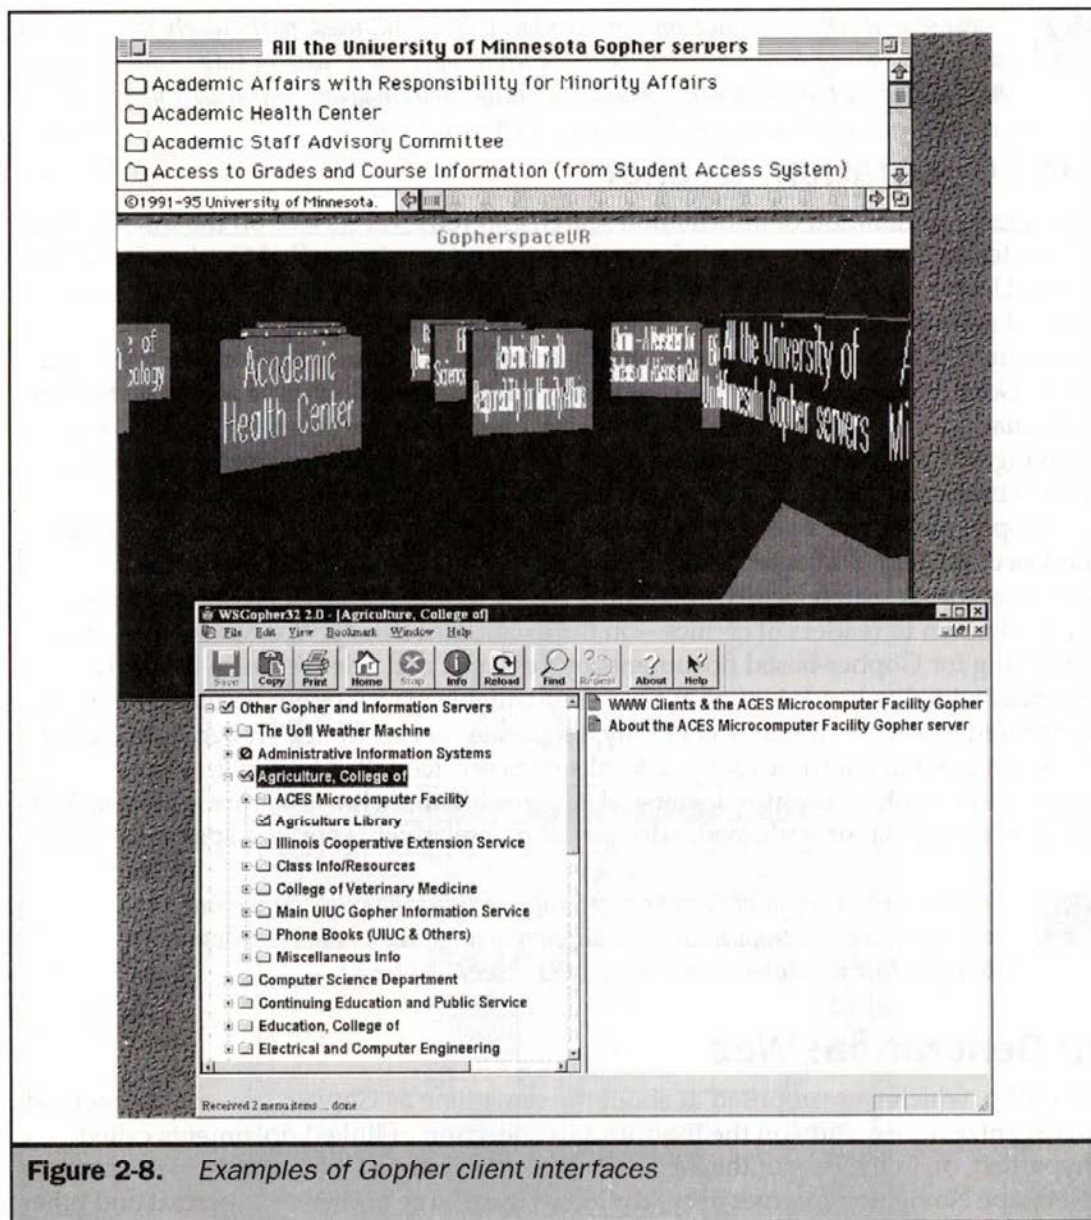 All the University of Minnesota Gopher servers
Academic Affairs with Responsibility for Minority Affairs
Academic Health Center
Academic Staff Advisory Committee
Access to Grades and Course Information (from Student Access System)
©1991-95 University of Minnesota.
GopherspaceVR
of
Academic
Health Center
Science
Responsibility for Minority Affairs
All the University of
Minnesota Gopher servers
A
Mi
WSGopher32 2.0 - [Agriculture, College of]
File Edit View Bookmark Window Help
Save Copy Print Home Stop Info Reload Find Repeat About Help
Other Gopher and Information Servers
The UofI Weather Machine
Administrative Information Systems
Agriculture, College of
ACES Microcomputer Facility
Agriculture Library
Illinois Cooperative Extension Service
Class Info/Resources
College of Veterinary Medicine
Main UIUC Gopher Information Service
Phone Books (UIUC & Others)
Miscellaneous Info
Computer Science Department
Continuing Education and Public Service
Education, College of
Electrical and Computer Engineering
WWW Clients & the ACES Microcomputer Facility Gopher
About the ACES Microcomputer Facility Gopher server
Received 2 menu items ... done
Figure 2-8. Examples of Gopher client interfaces